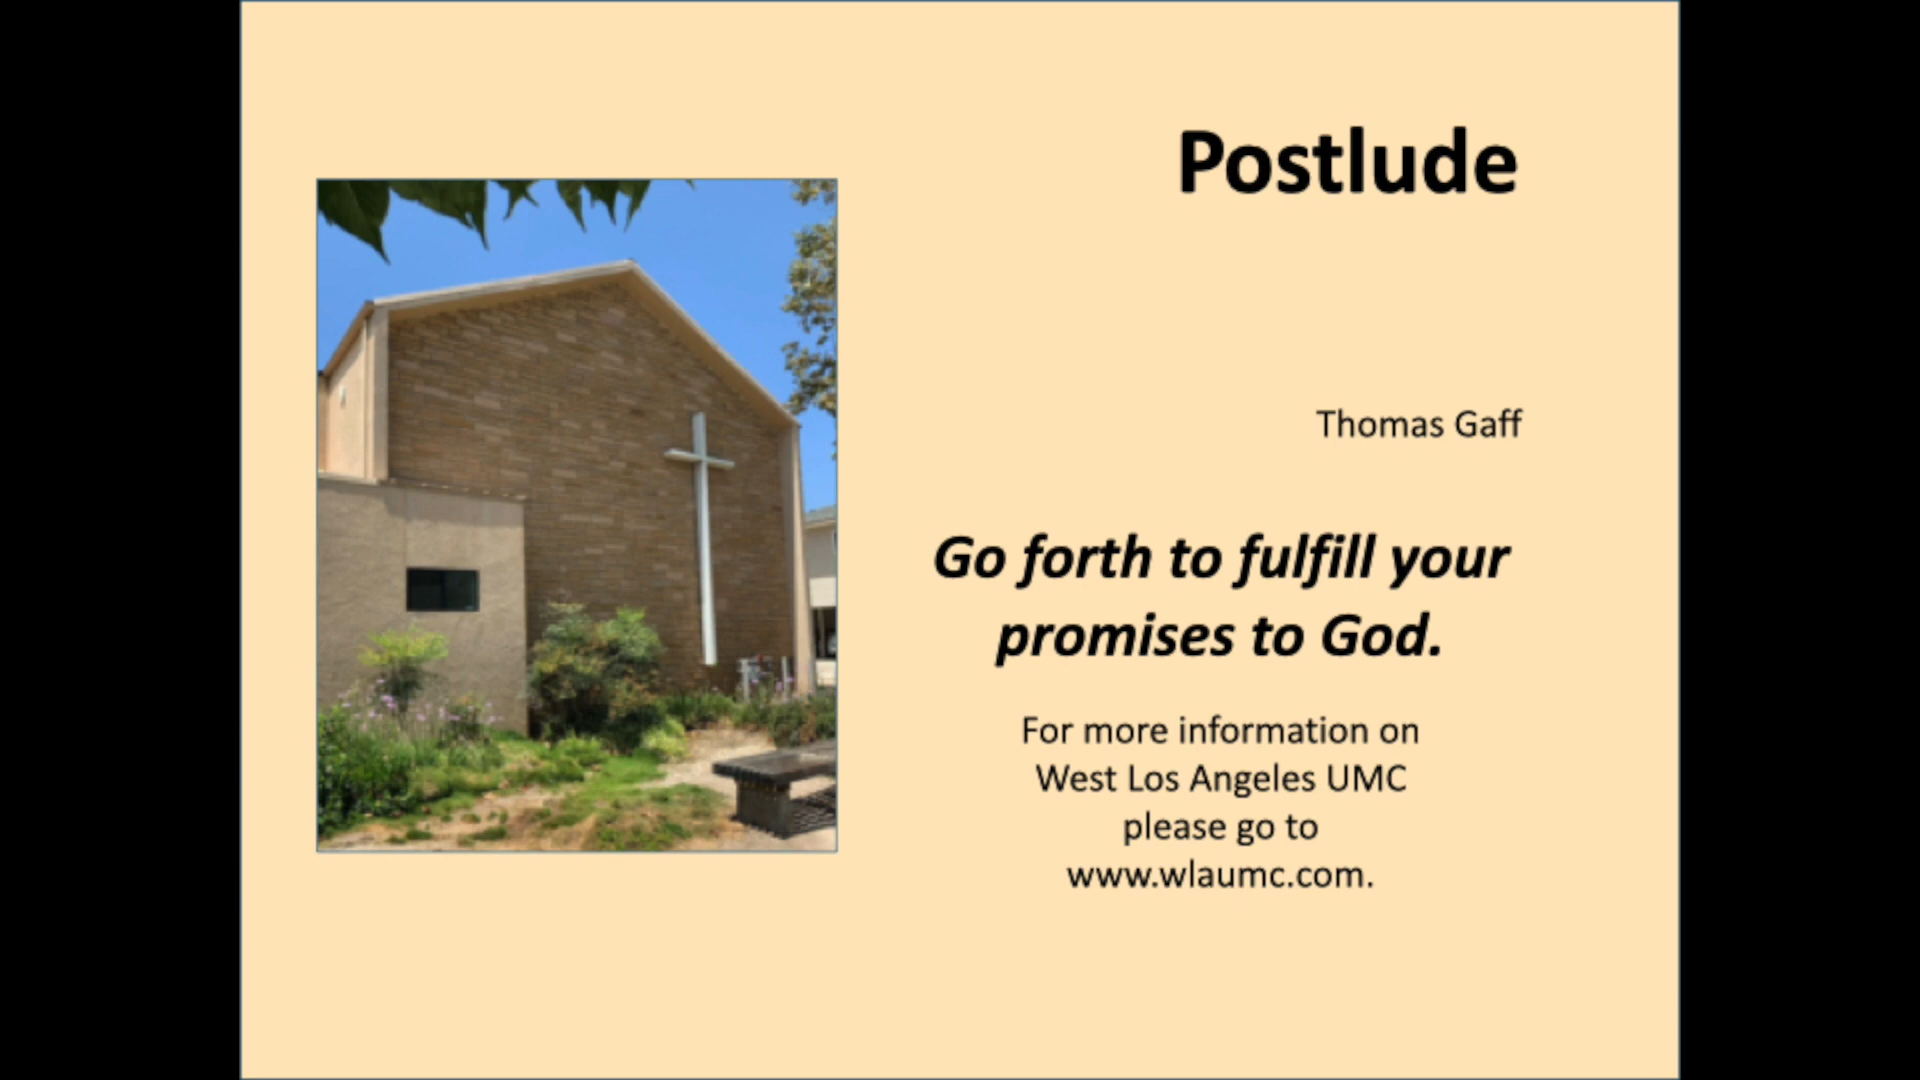 Postlude
Thomas Gaff
Go forth to fulfill your
promises to God.
For more information on
West Los Angeles UMC
please go to
www.wlaumc.com.